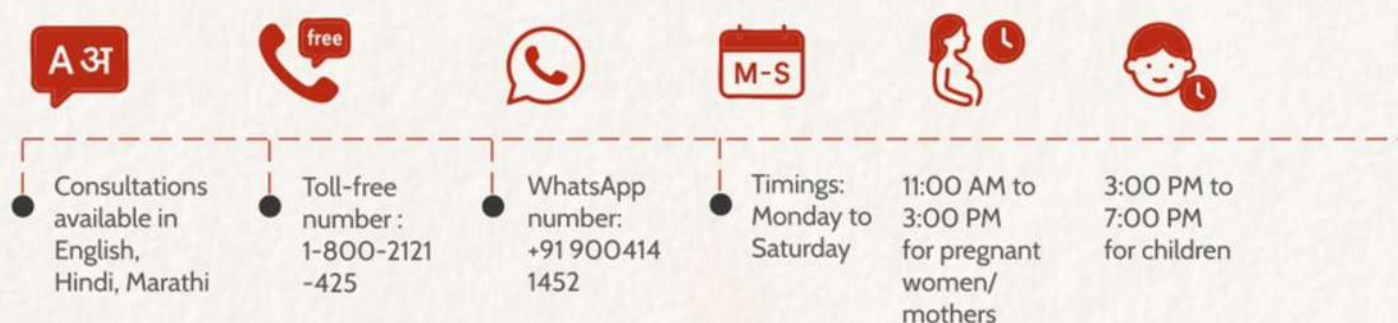 A अ
free
M-S
Consultations
available in
English,
Hindi, Marathi
Toll-free
number :
1-800-2121
-425
WhatsApp
number:
+91 900414
1452
Timings:
Monday to
Saturday
11:00 AM to
3:00 PM
for pregnant
women/
mothers
3:00 PM to
7:00 PM
for children